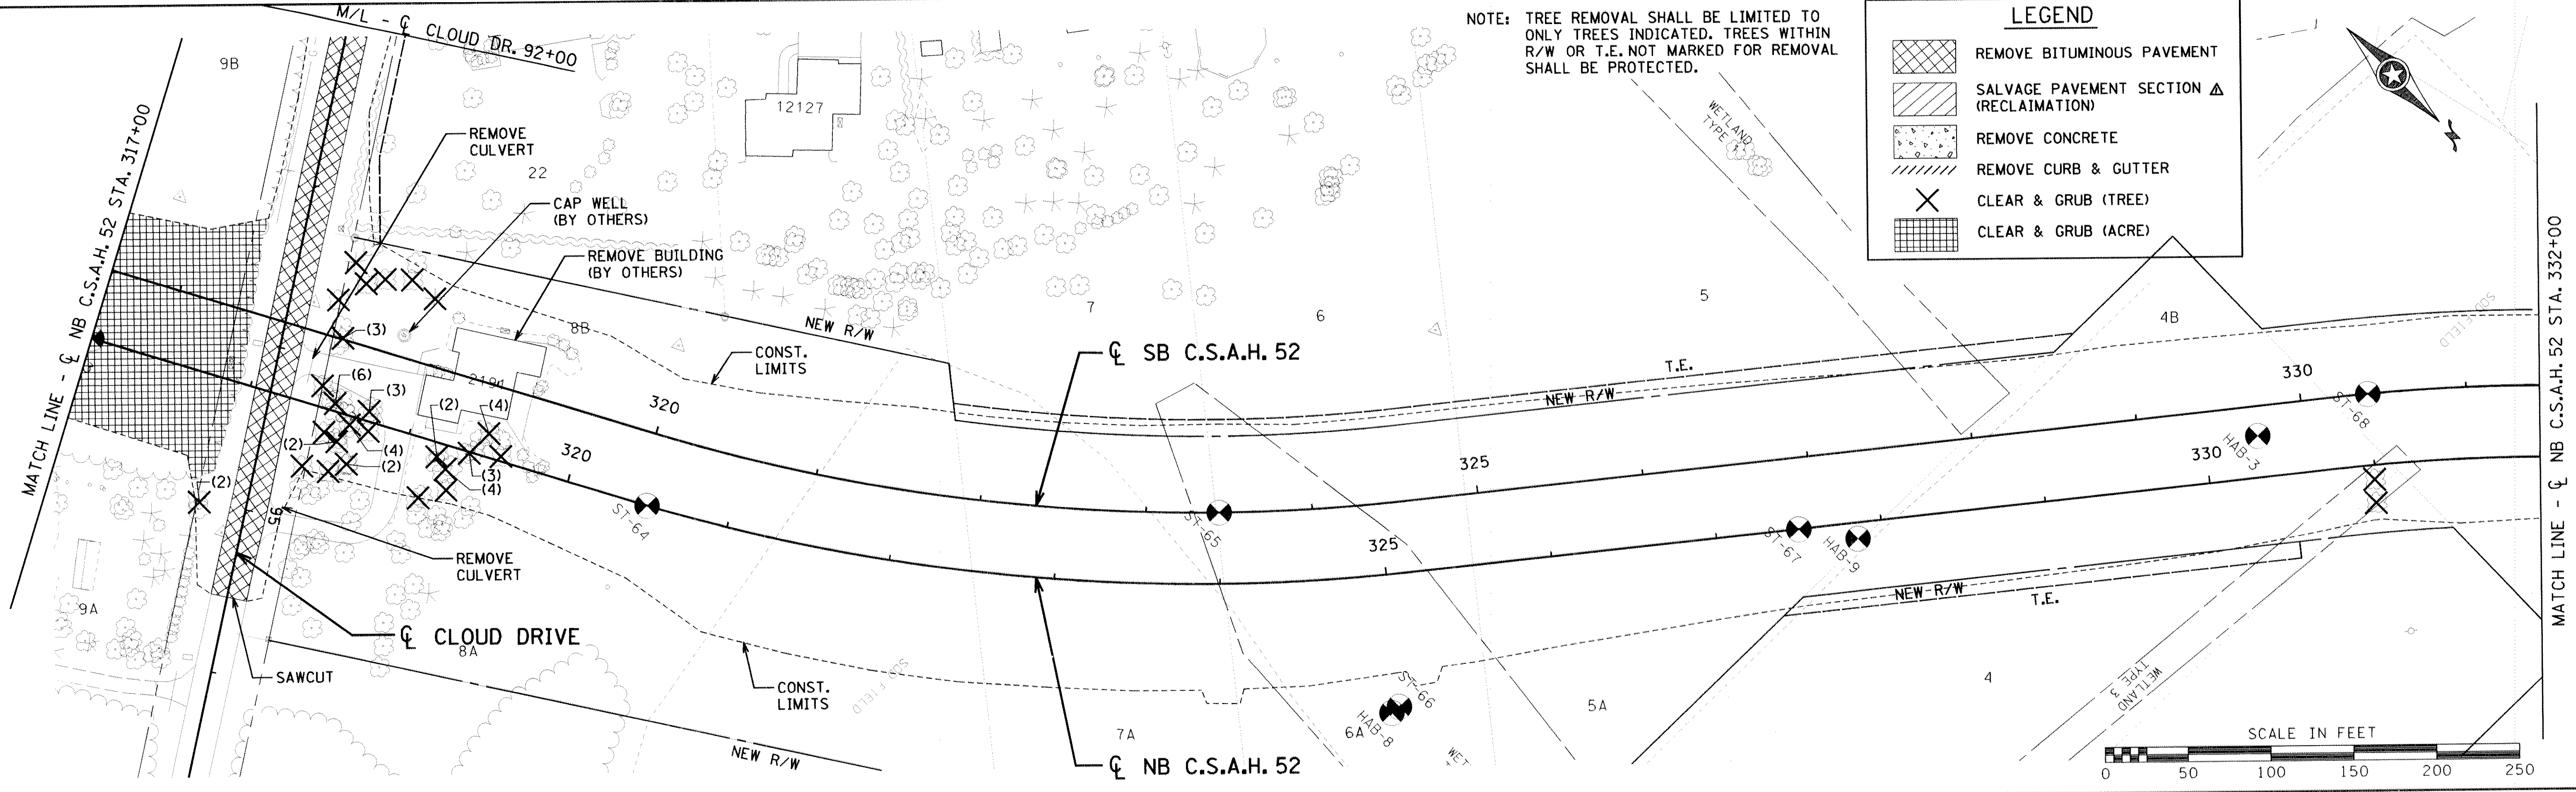 M/L - ℄ CLOUD DR. 92+00
NOTE: TREE REMOVAL SHALL BE LIMITED TO
ONLY TREES INDICATED. TREES WITHIN
R/W OR T.E. NOT MARKED FOR REMOVAL
SHALL BE PROTECTED.
LEGEND
REMOVE BITUMINOUS PAVEMENT
SALVAGE PAVEMENT SECTION
(RECLAIMATION)
REMOVE CONCRETE
REMOVE CURB & GUTTER
CLEAR & GRUB (TREE)
CLEAR & GRUB (ACRE)
N
9B
12127
22
REMOVE
CULVERT
CAP WELL
(BY OTHERS)
REMOVE BUILDING
(BY OTHERS)
WETLAND
MATCH LINE - ℄ NB C.S.A.H. 52 STA. 317+00
8B
7
6
5
4B
NEW R/W
CONST.
LIMITS
℄ SB C.S.A.H. 52
T.E.
NEW R/W
SOD FIELD
(3)
(6)
(3)
(2)
(4)
(2)
(4)
(2)
(3)
(4)
(2)
320
320
325
325
330
330
ST-64
ST-65
ST-67
HAB-9
HAB-3
ST-68
95
REMOVE
CULVERT
9A
℄ CLOUD DRIVE
8A
SAWCUT
CONST.
LIMITS
SOD FIELD
NEW R/W
7A
℄ NB C.S.A.H. 52
ST-66
HAB-8
6A
5A
4
NEW R/W
T.E.
WETLAND
TYPE 3
SCALE IN FEET
0 50 100 150 200 250
MATCH LINE - ℄ NB C.S.A.H. 52 STA. 332+00